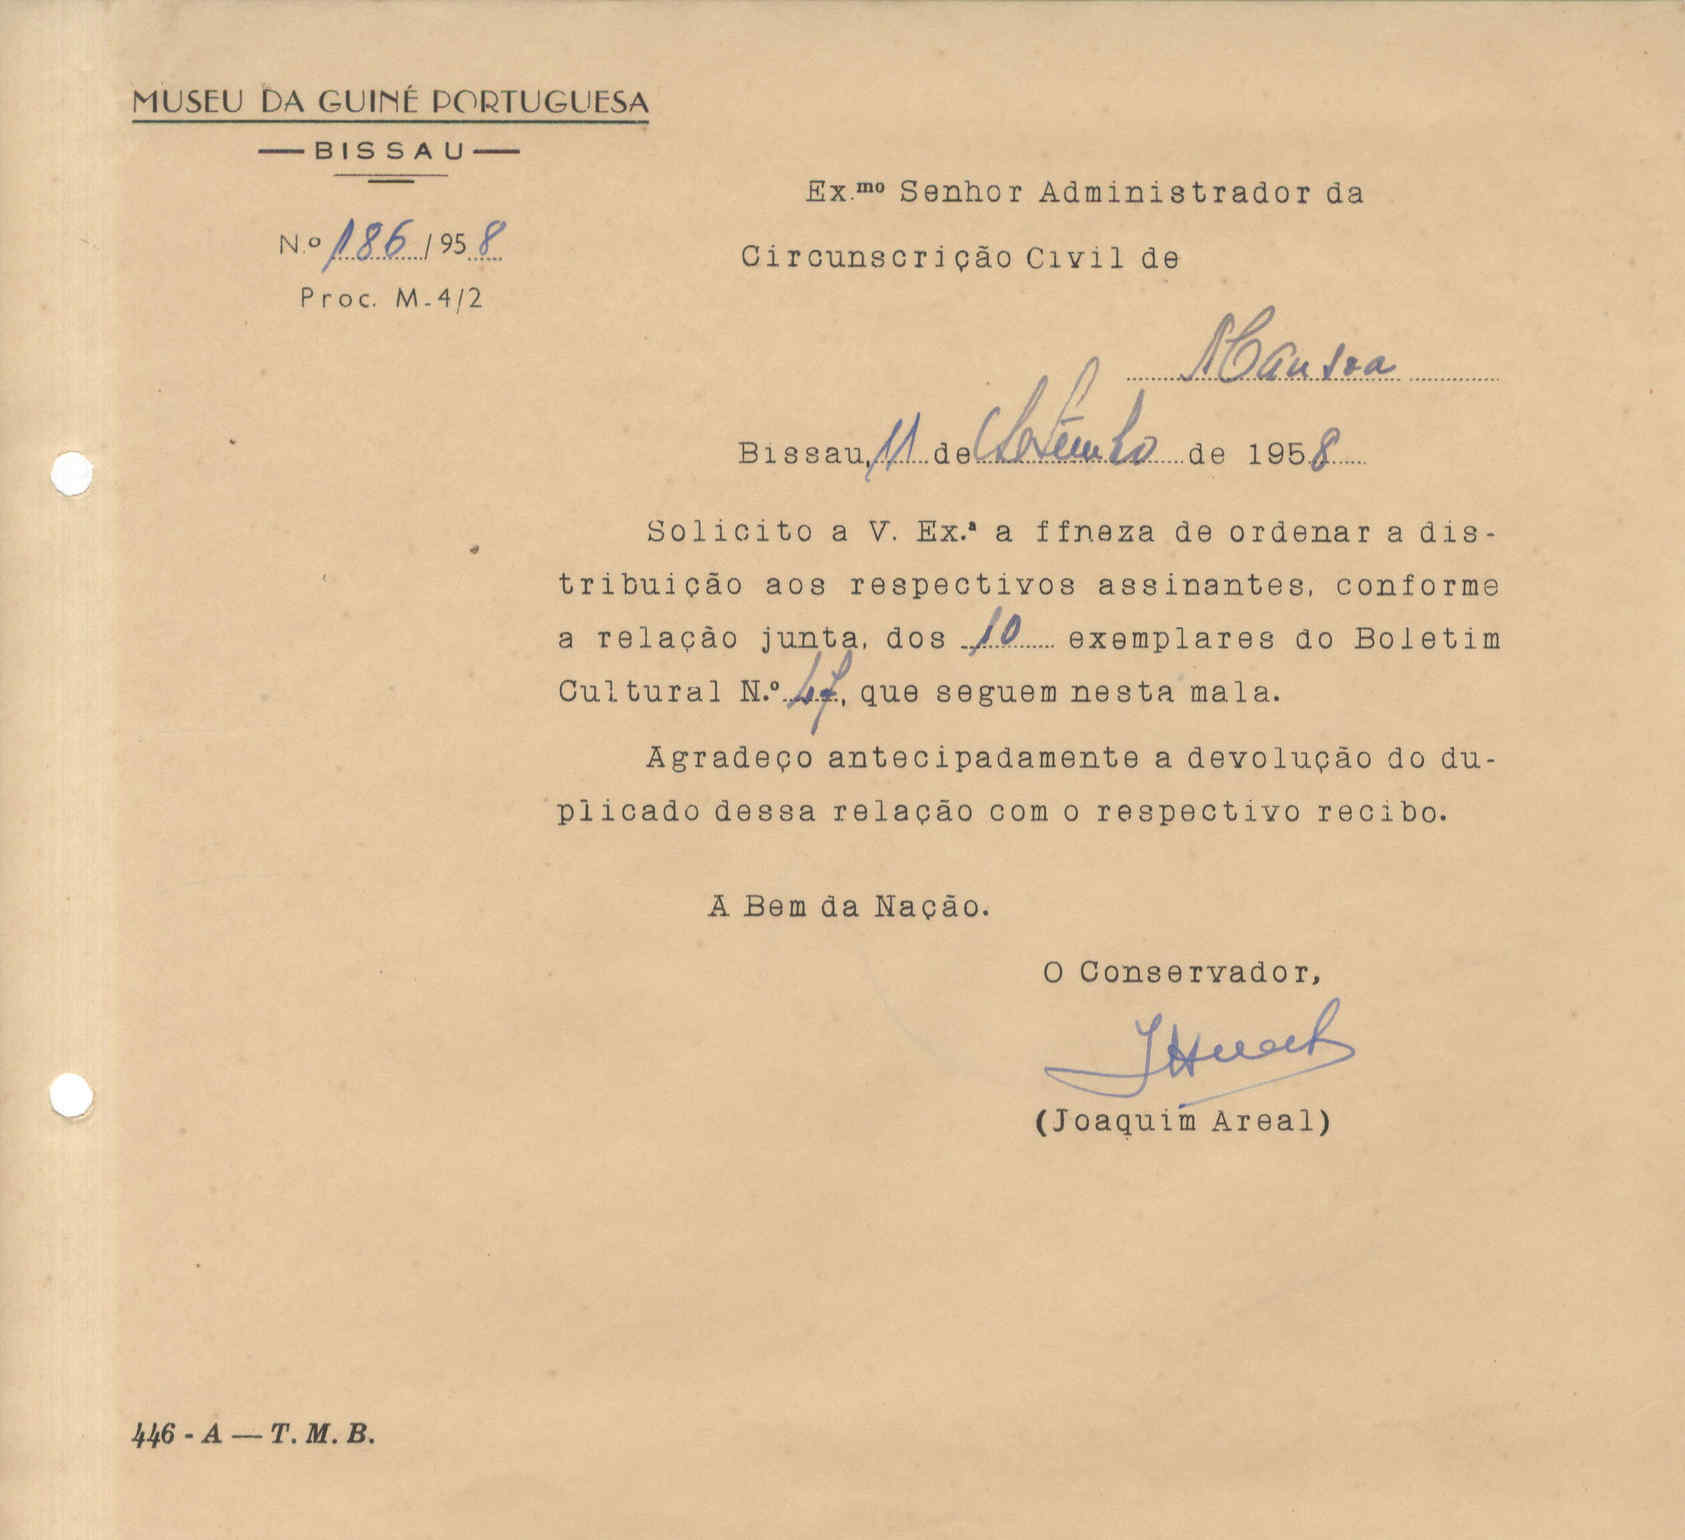 MUSEU DA GUINÉ PORTUGUESA
BISSAU
N.º 186/958
Proc. M-4/2
Ex.mo Senhor Administrador da
Circunscrição Civil de
Mansoa
Bissau, 11 de Setembro de 1958
Solicito a V. Ex.ª a ffneza de ordenar a dis-
tribuição aos respectivos assinantes, conforme
a relação junta, dos 10 exemplares do Boletim
Cultural N.º 47, que seguem nesta mala.
Agradeço antecipadamente a devolução do du-
plicado dessa relação com o respectivo recibo.
A Bem da Nação.
O Conservador,
(Joaquim Areal)
446 - A — T. M. B.